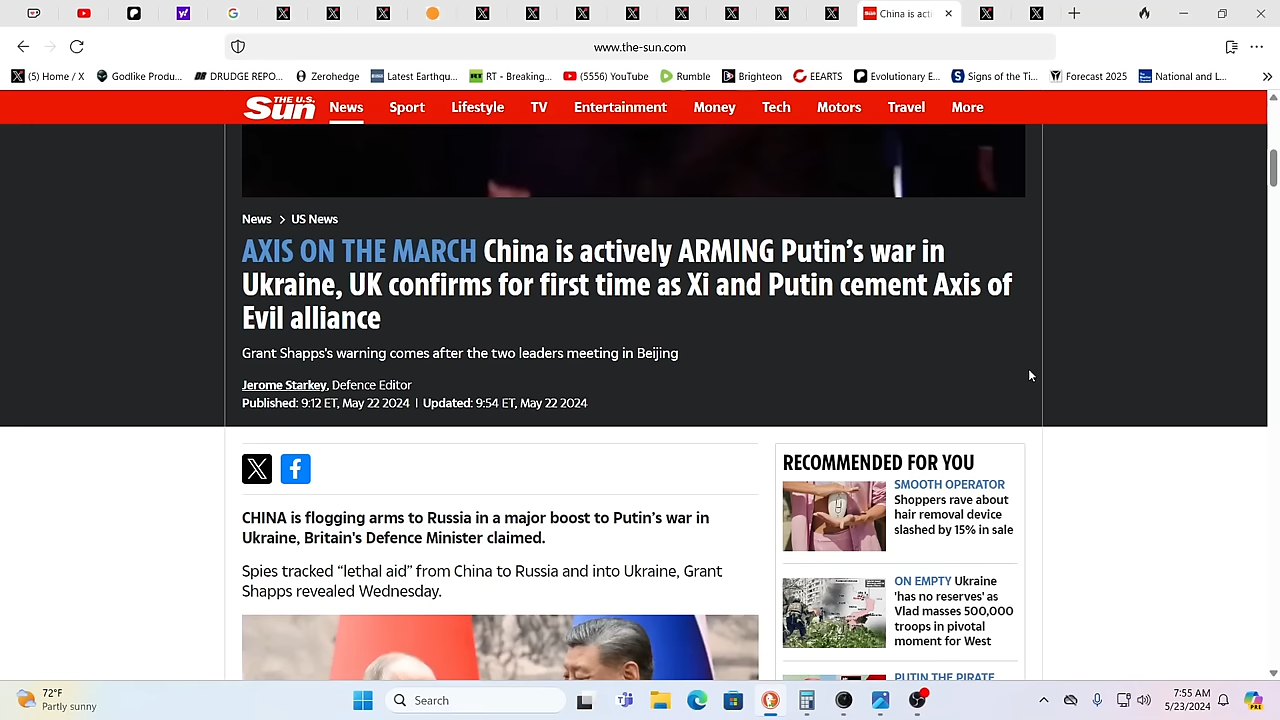 China is acti
www.the-sun.com
(5) Home / X
Godlike Produ...
DRUDGE REPO...
Zerohedge
Latest Earthqu...
RT - Breaking...
(5556) YouTube
Rumble
Brighteon
EEARTS
Evolutionary E...
Signs of the Ti...
Forecast 2025
National and L...
THE U.S. Sun
News Sport Lifestyle TV Entertainment Money Tech Motors Travel More
News > US News
AXIS ON THE MARCH China is actively ARMING Putin’s war in
Ukraine, UK confirms for first time as Xi and Putin cement Axis of
Evil alliance
Grant Shapps's warning comes after the two leaders meeting in Beijing
Jerome Starkey, Defence Editor
Published: 9:12 ET, May 22 2024 | Updated: 9:54 ET, May 22 2024
CHINA is flogging arms to Russia in a major boost to Putin’s war in
Ukraine, Britain's Defence Minister claimed.
Spies tracked “lethal aid” from China to Russia and into Ukraine, Grant
Shapps revealed Wednesday.
RECOMMENDED FOR YOU
SMOOTH OPERATOR
Shoppers rave about
hair removal device
slashed by 15% in sale
ON EMPTY Ukraine
'has no reserves' as
Vlad masses 500,000
troops in pivotal
moment for West
PUTIN THE PIRATE
72°F
Partly sunny
Search
7:55 AM
5/23/2024
PRE